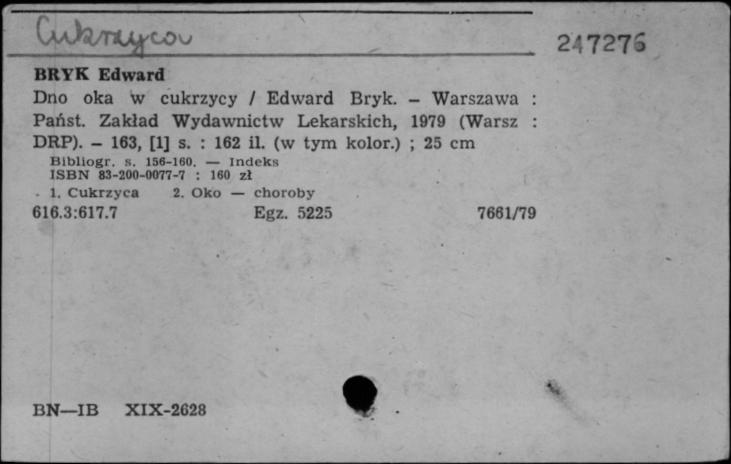 Cukrzyca
247276
BRYK Edward
Dno oka w cukrzycy / Edward Bryk. – Warszawa :
Państ. Zakład Wydawnictw Lekarskich, 1979 (Warsz :
DRP). – 163, [1] s. : 162 il. (w tym kolor.) ; 25 cm
Bibliogr. s. 156-160. — Indeks
ISBN 83-200-0077-7 : 160 zł
1. Cukrzyca 2. Oko — choroby
616.3:617.7 Egz. 5225 7661/79
BN—IB XIX-2628